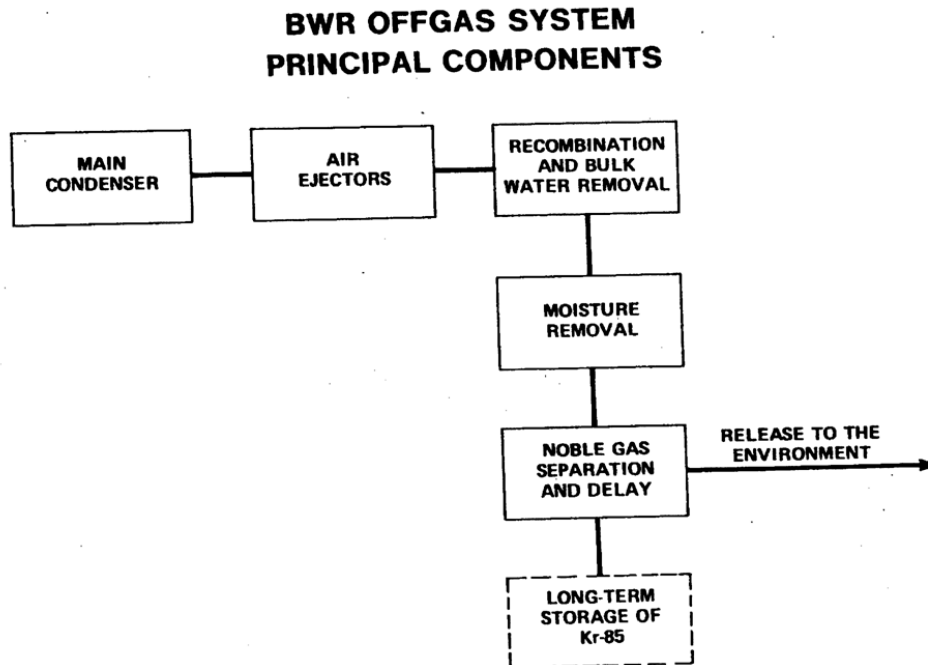 BWR OFFGAS SYSTEM
PRINCIPAL COMPONENTS
MAIN
CONDENSER
AIR
EJECTORS
RECOMBINATION
AND BULK
WATER REMOVAL
MOISTURE
REMOVAL
NOBLE GAS
SEPARATION
AND DELAY
RELEASE TO THE
ENVIRONMENT
LONG-TERM
STORAGE OF
Kr-85